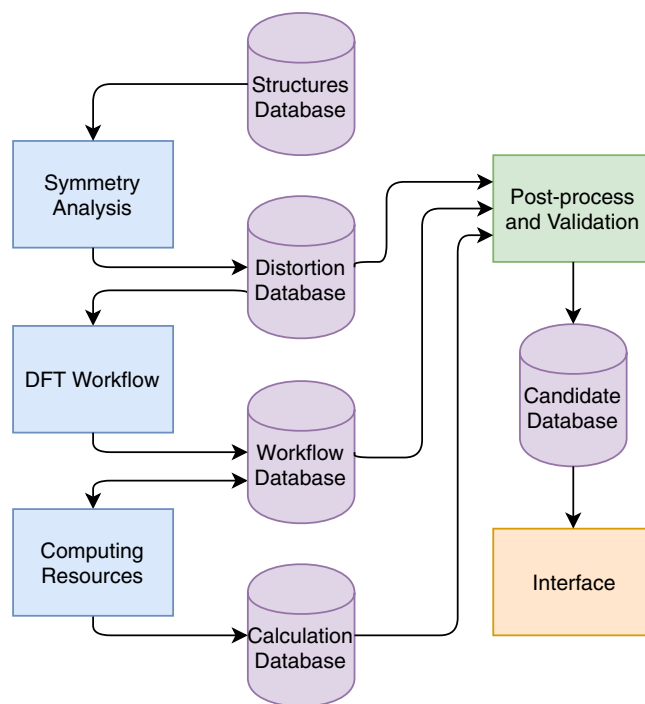 Structures
Database
Symmetry
Analysis
Distortion
Database
DFT Workflow
Workflow
Database
Computing
Resources
Calculation
Database
Post-process
and Validation
Candidate
Database
Interface